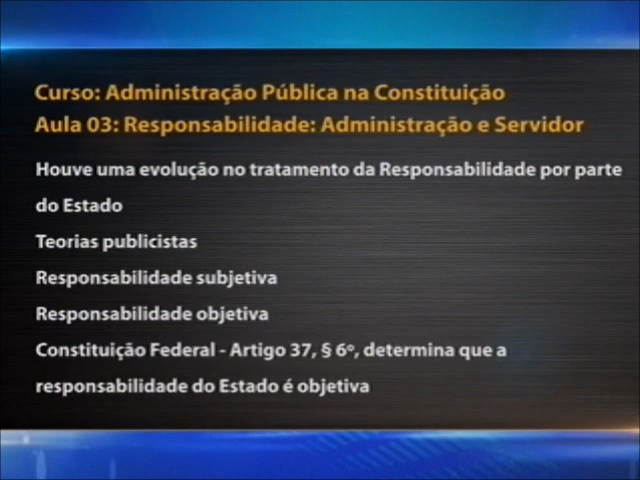 Curso: Administração Pública na Constituição
Aula 03: Responsabilidade: Administração e Servidor
Houve uma evolução no tratamento da Responsabilidade por parte
do Estado
Teorias publicistas
Responsabilidade subjetiva
Responsabilidade objetiva
Constituição Federal - Artigo 37, § 6º, determina que a
responsabilidade do Estado é objetiva